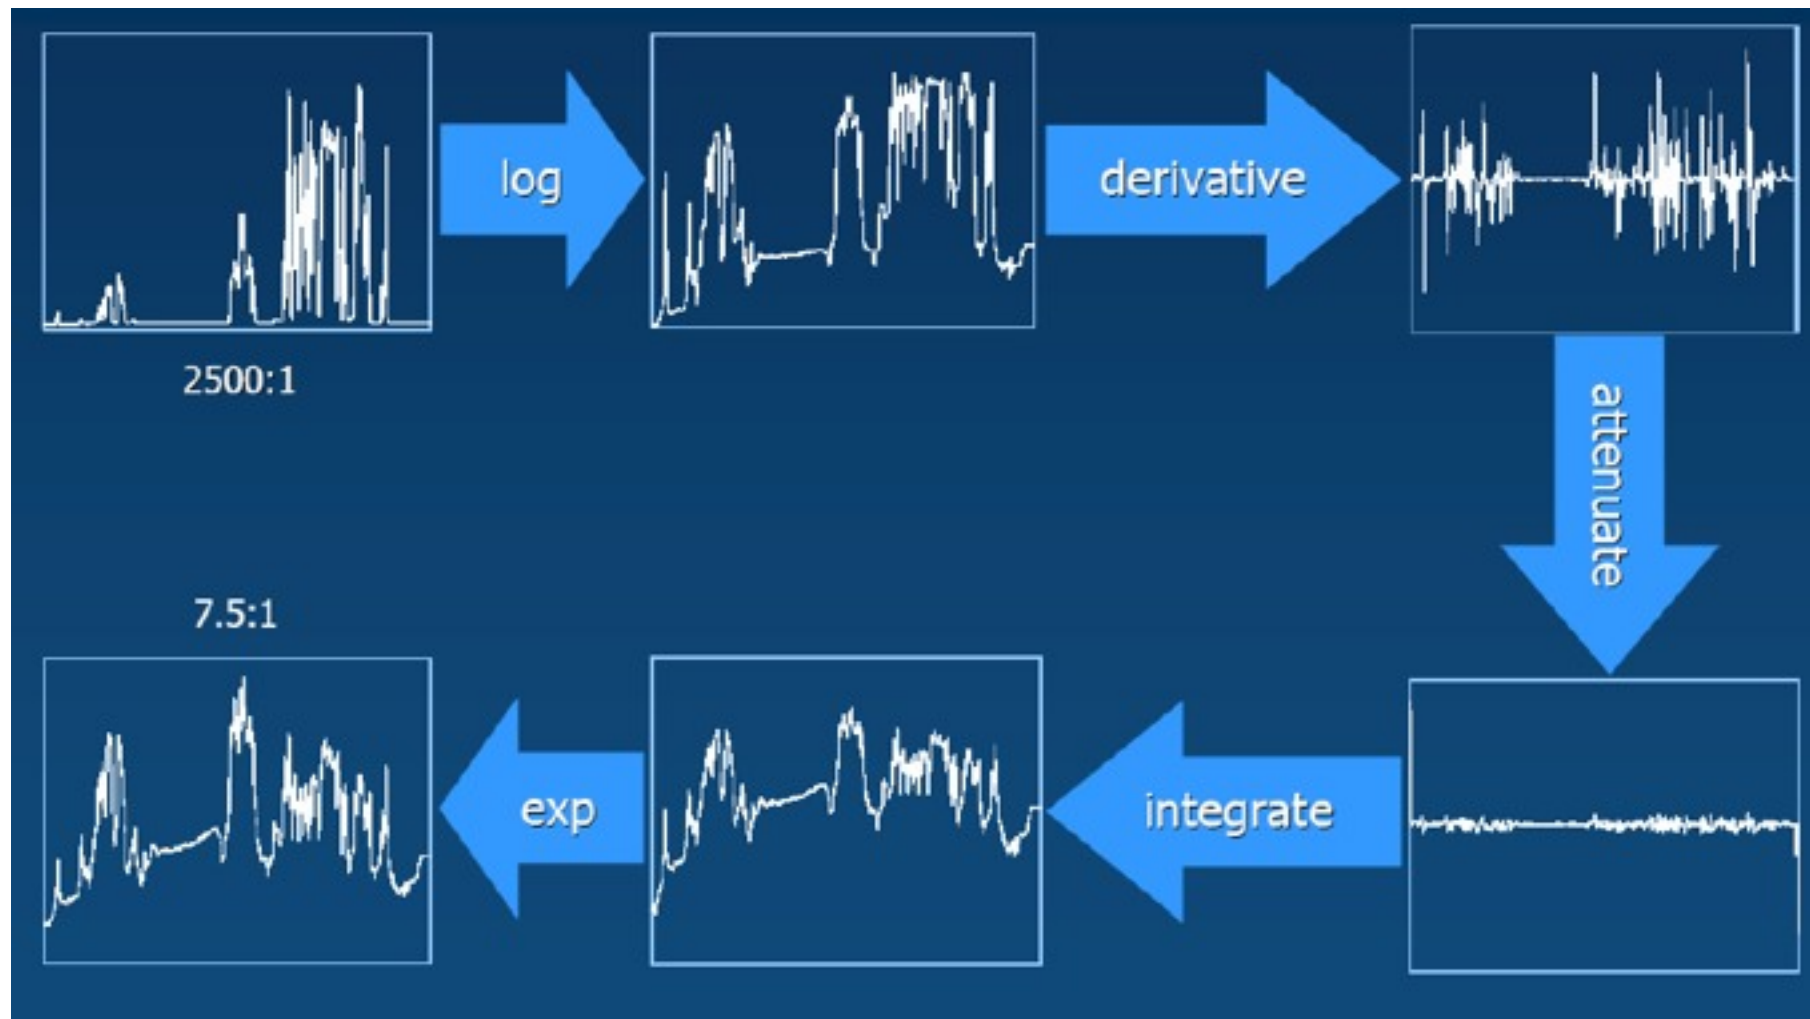 log
derivative
2500:1
attenuate
7.5:1
exp
integrate